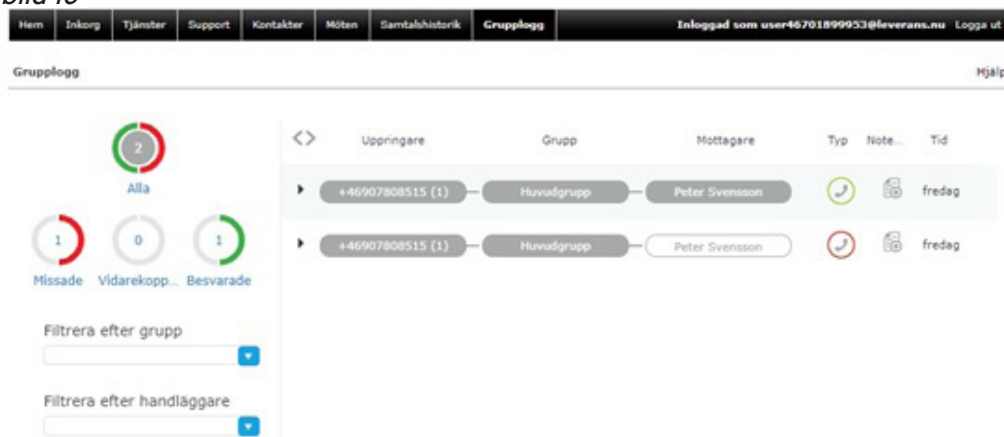 Hem Inkorg Tjänster Support Kontakter Möten Samtalshistorik Grupplogg Inloggad som user46701899953@leverans.nu Logga ut
Grupplogg Hjälp
2
Alla
1 0 1
Missade Vidarekopp... Besvarade
Filtrera efter grupp
Filtrera efter handläggare
<> Uppringare Grupp Mottagare Typ Note... Tid
+46907808515 (1) Huvudgrupp Peter Svensson fredag
+46907808515 (1) Huvudgrupp Peter Svensson fredag